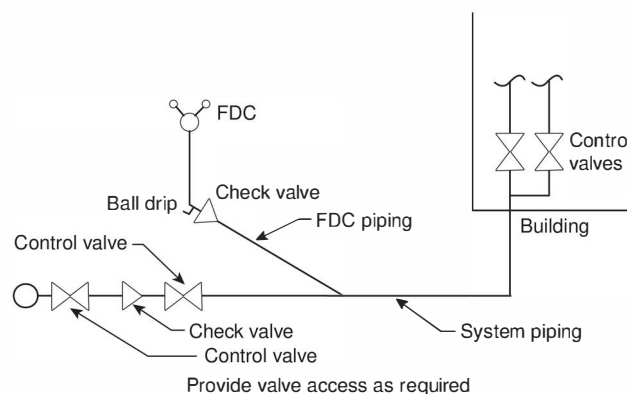 FDC
Control
valves
Check valve
Ball drip
FDC piping
Building
Control valve
System piping
Check valve
Control valve
Provide valve access as required